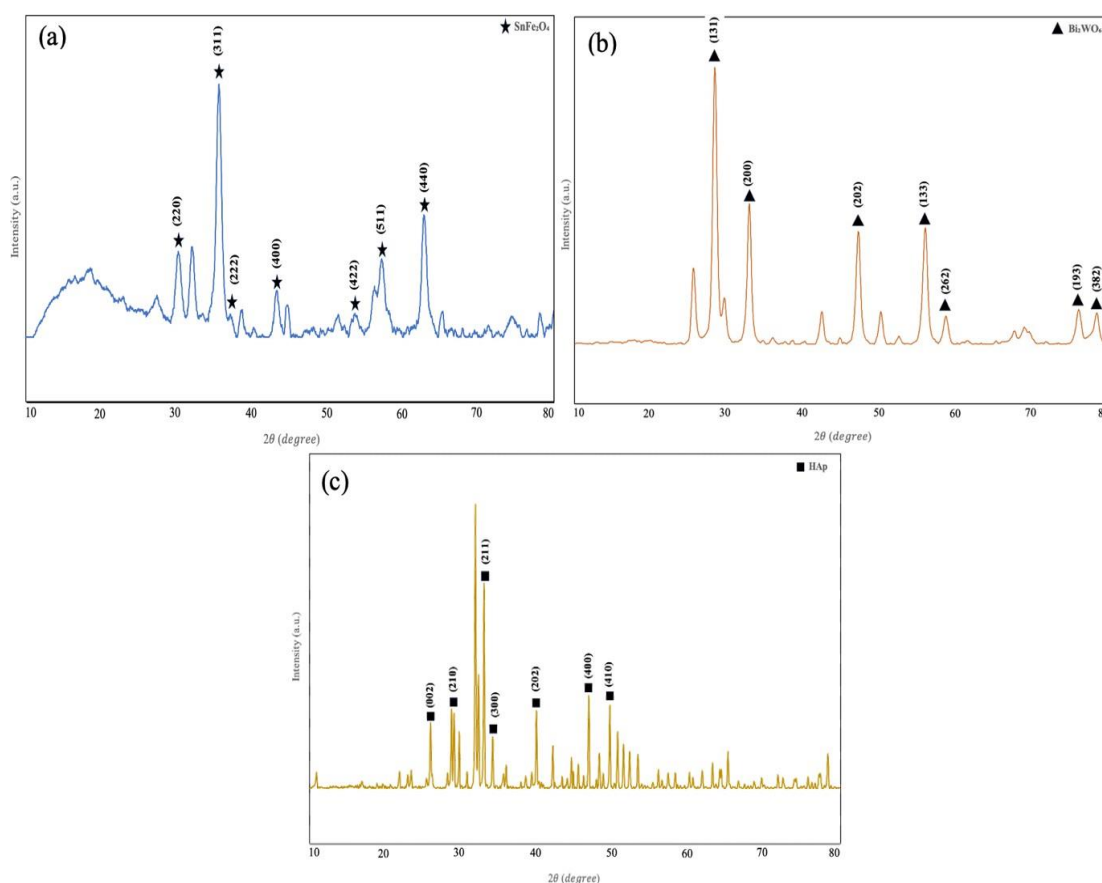 (a)
★ SnFe₂O₄
(311)
(220)
(222)
(400)
(422)
(511)
(440)
Intensity (a.u.)
10 20 30 40 50 60 70 80
2θ (degree)
(b)
▲ Bi₂WO₆
(131)
(200)
(202)
(133)
(262)
(193)
(382)
Intensity (a.u.)
10 20 30 40 50 60 70 80
2θ (degree)
(c)
■ HAp
(002)
(210)
(211)
(300)
(202)
(400)
(410)
Intensity (a.u.)
10 20 30 40 50 60 70 80
2θ (degree)